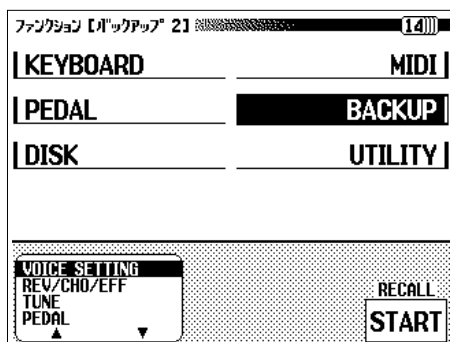 ファンクション【バックアップ 2】 14
KEYBOARD MIDI
PEDAL BACKUP
DISK UTILITY
VOICE SETTING
REV/CHO/EFF
TUNE
PEDAL
▲ ▼
RECALL
START